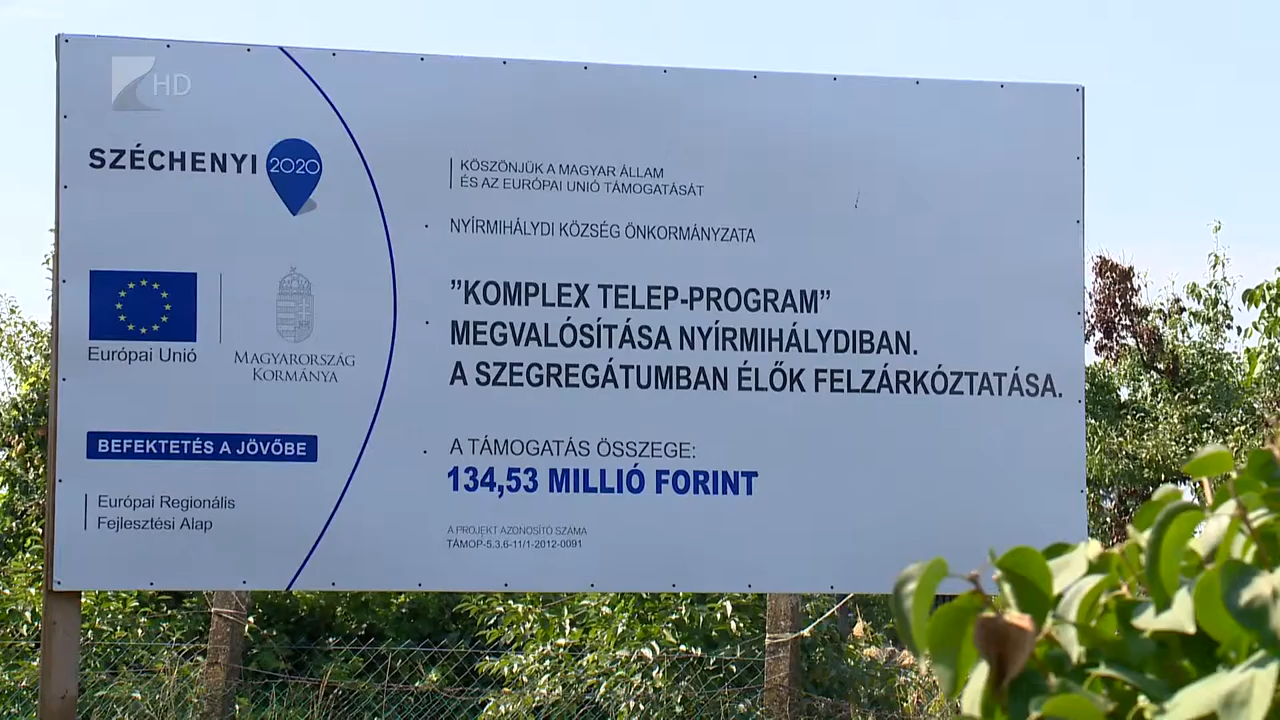 HD
SZÉCHENYI 2020
Európai Unió
MAGYARORSZÁG
KORMÁNYA
BEFEKTETÉS A JÖVŐBE
Európai Regionális
Fejlesztési Alap
KÖSZÖNJÜK A MAGYAR ÁLLAM
ÉS AZ EURÓPAI UNIÓ TÁMOGATÁSÁT
NYÍRMIHÁLYDI KÖZSÉG ÖNKORMÁNYZATA
”KOMPLEX TELEP-PROGRAM”
MEGVALÓSÍTÁSA NYÍRMIHÁLYDIBAN.
A SZEGREGÁTUMBAN ÉLŐK FELZÁRKÓZTATÁSA.
A TÁMOGATÁS ÖSSZEGE:
134,53 MILLIÓ FORINT
A PROJEKT AZONOSÍTÓ SZÁMA
TÁMOP-5.3.6-11/1-2012-0091